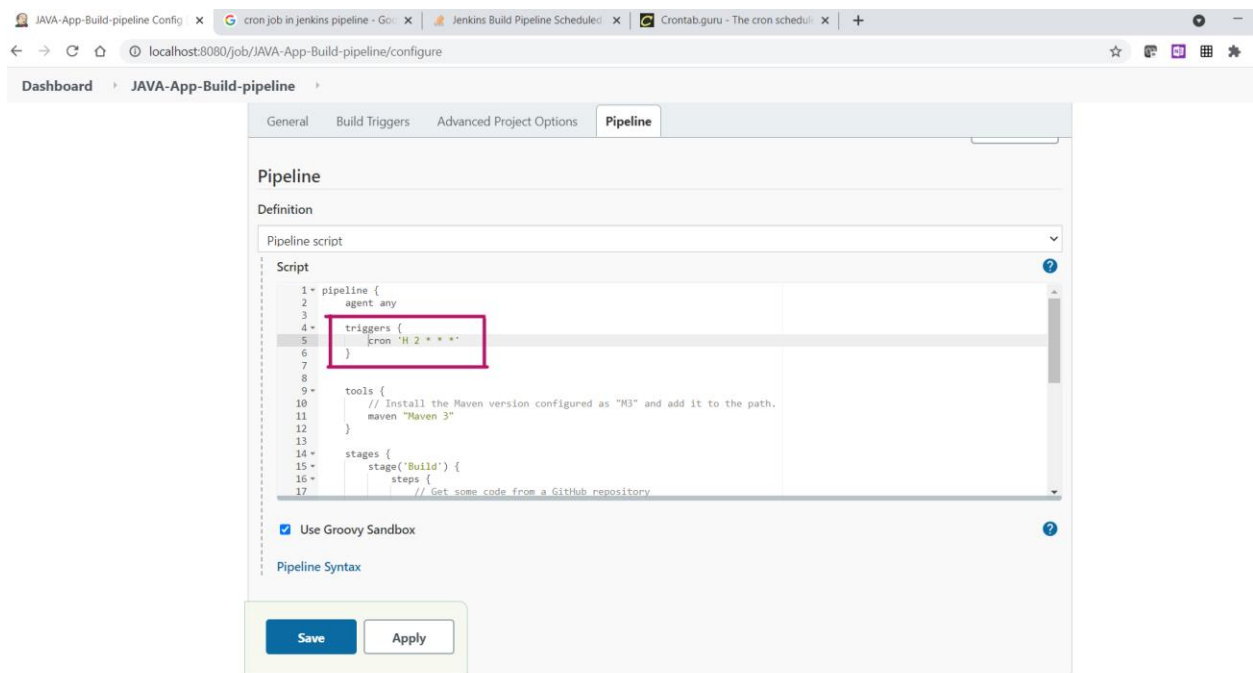 JAVA-App-Build-pipeline Config
cron job in jenkins pipeline - Goo
Jenkins Build Pipeline Scheduled
Crontab.guru - The cron schedule
localhost:8080/job/JAVA-App-Build-pipeline/configure
Dashboard JAVA-App-Build-pipeline
General Build Triggers Advanced Project Options Pipeline
Pipeline
Definition
Pipeline script
Script
1 pipeline {
2 agent any
3
4 triggers {
5 cron 'H 2 * * *'
6 }
7
8
9 tools {
10 // Install the Maven version configured as "M3" and add it to the path.
11 maven "Maven 3"
12 }
13
14 stages {
15 stage('Build') {
16 steps {
17 // Get some code from a GitHub repository
Use Groovy Sandbox
Pipeline Syntax
Save Apply